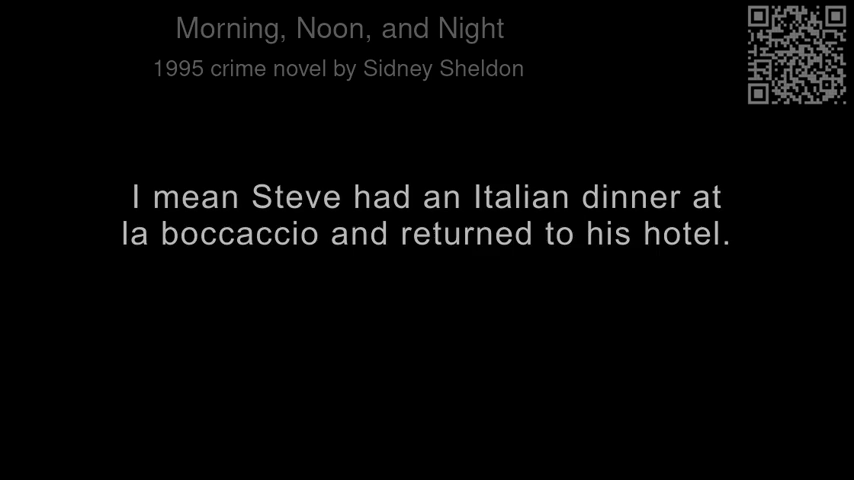 Morning, Noon, and Night
1995 crime novel by Sidney Sheldon
I mean Steve had an Italian dinner at
la boccaccio and returned to his hotel.